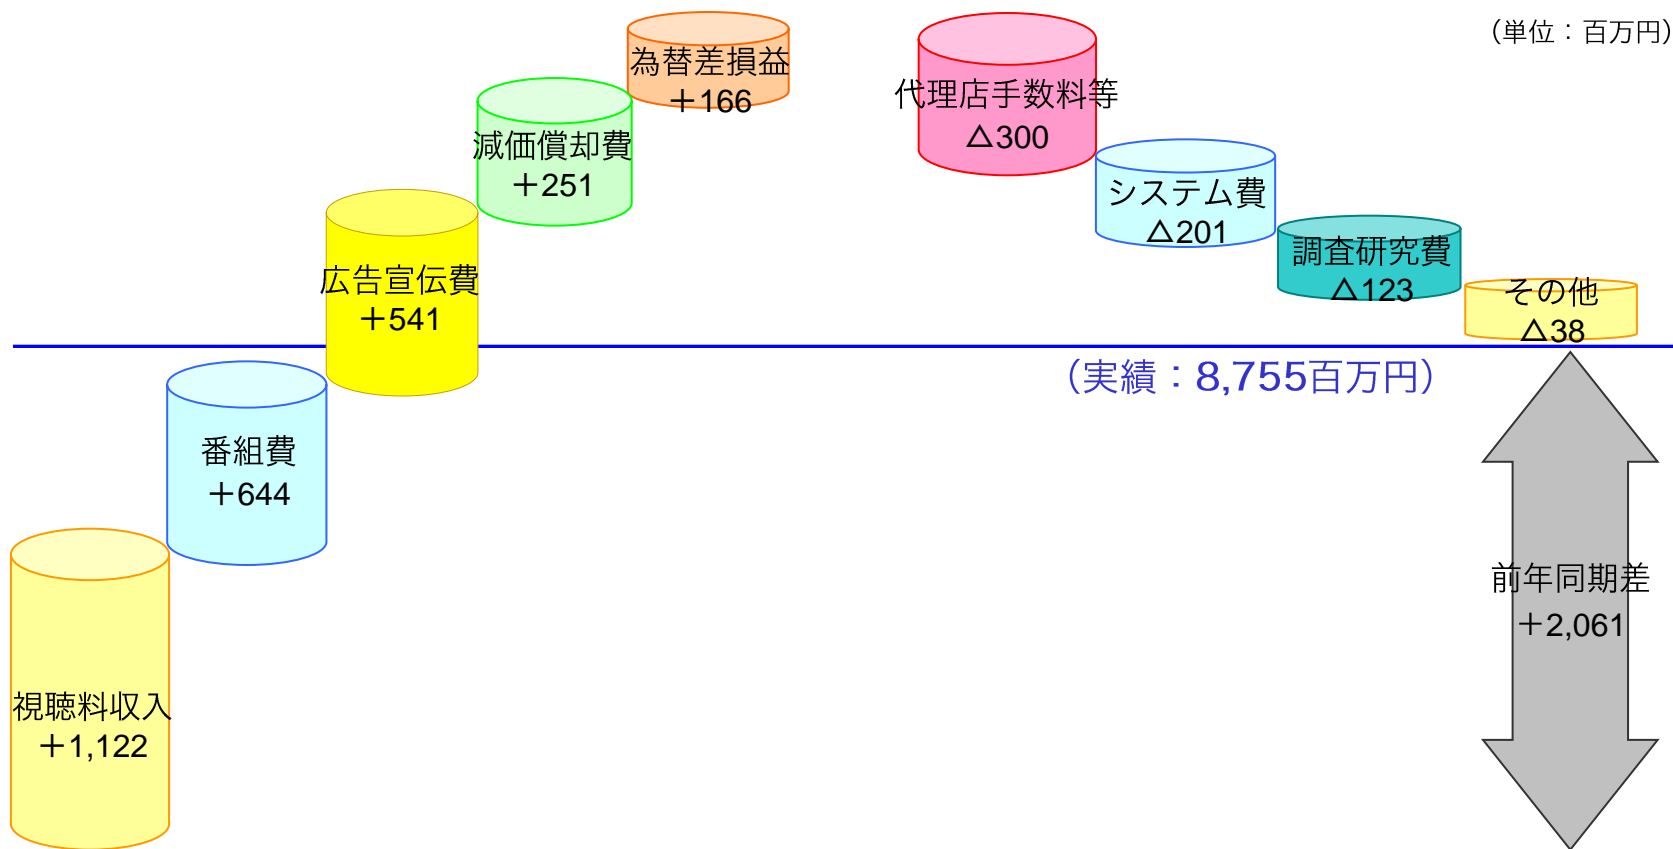 （単位：百万円）
為替差損益
＋166
代理店手数料等
△300
減価償却費
＋251
システム費
△201
広告宣伝費
＋541
調査研究費
△123
その他
△38
（実績：8,755百万円）
番組費
＋644
前年同期差
＋2,061
視聴料収入
＋1,122